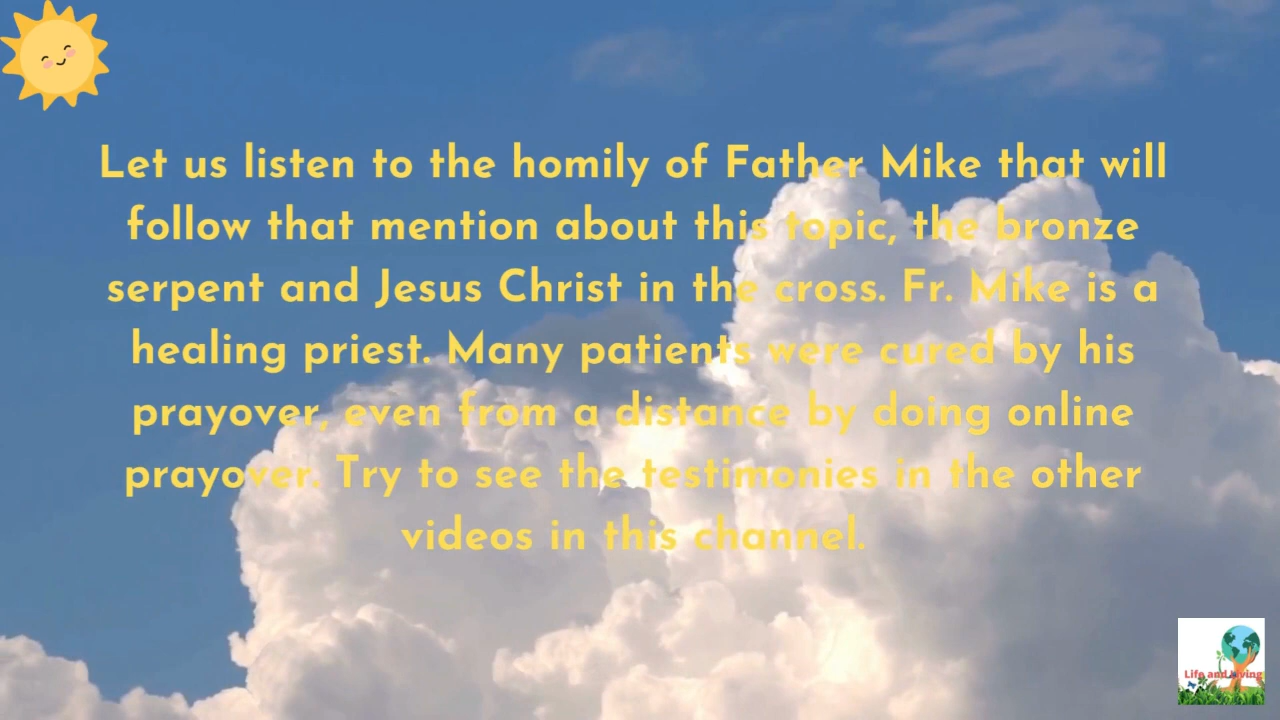 Let us listen to the homily of Father Mike that will
follow that mention about this topic, the bronze
serpent and Jesus Christ in the cross. Fr. Mike is a
healing priest. Many patients were cured by his
prayover, even from a distance by doing online
prayover. Try to see the testimonies in the other
videos in this channel.
Life and Living